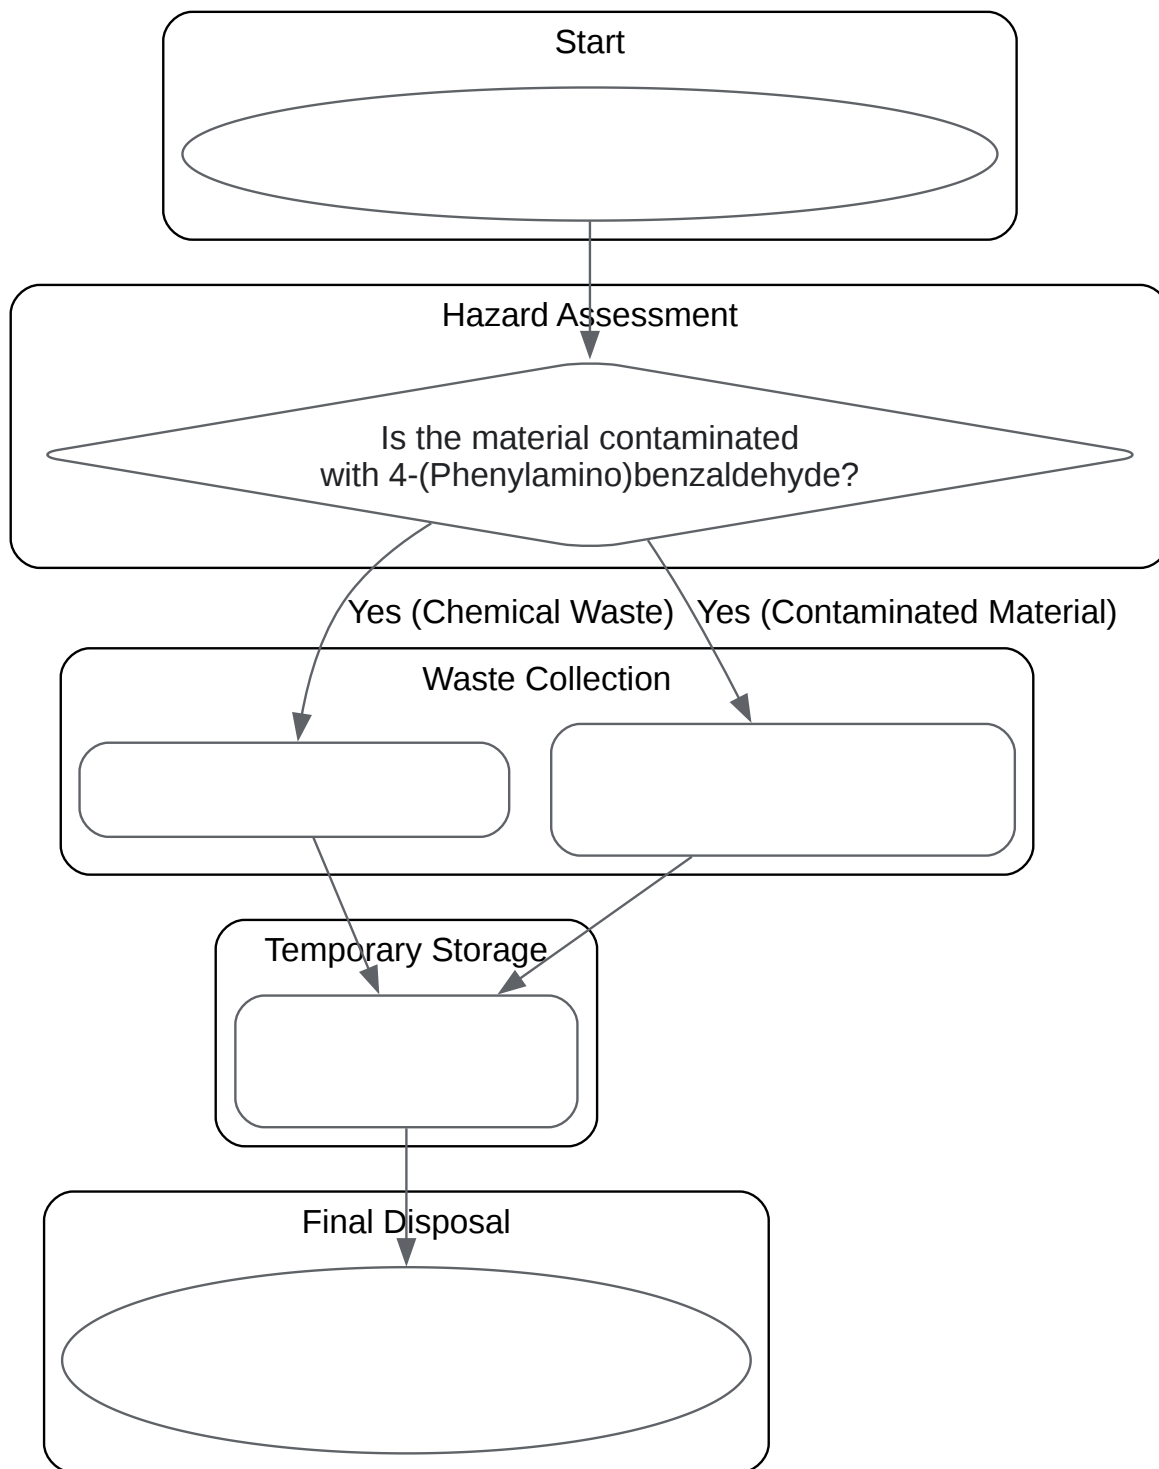 Start
Hazard Assessment
Is the material contaminated
with 4-(Phenylamino)benzaldehyde?
Yes (Chemical Waste)
Yes (Contaminated Material)
Waste Collection
Temporary Storage
Final Disposal